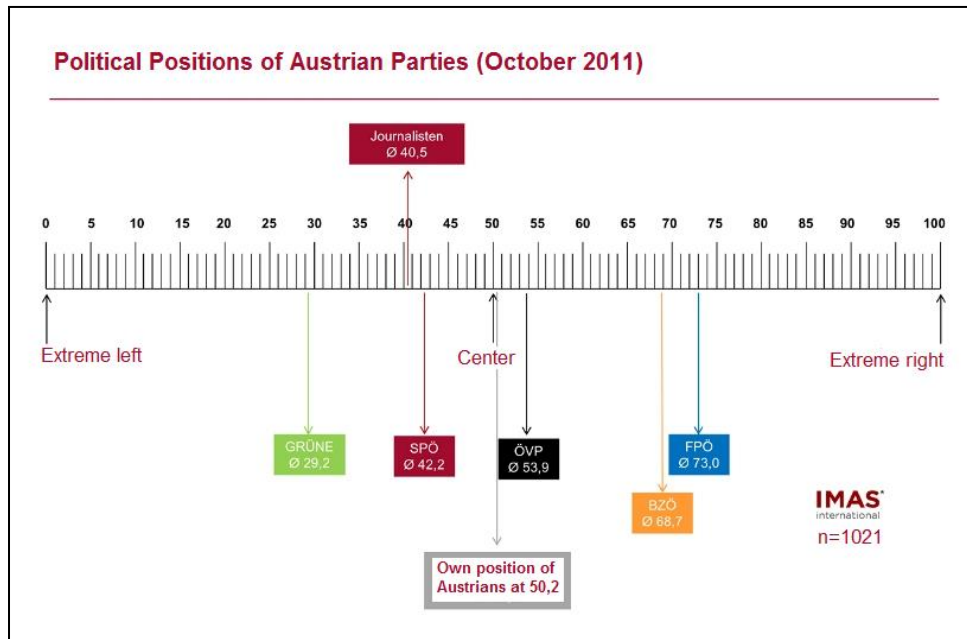 Political Positions of Austrian Parties (October 2011)
Journalisten
Ø 40,5
0 5 10 15 20 25 30 35 40 45 50 55 60 65 70 75 80 85 90 95 100
Extreme left
Center
Extreme right
GRÜNE
Ø 29,2
SPÖ
Ø 42,2
ÖVP
Ø 53,9
FPÖ
Ø 73,0
BZÖ
Ø 68,7
IMAS
international
n=1021
Own position of
Austrians at 50,2